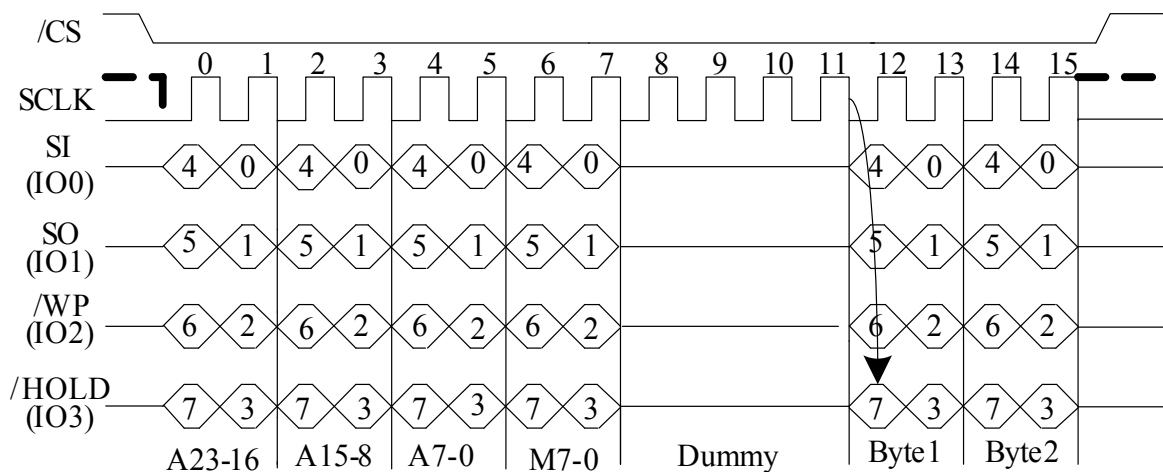 /CS
0 1 2 3 4 5 6 7 8 9 10 11 12 13 14 15
SCLK
SI
(IO0)
4 0 4 0 4 0 4 0 4 0 4 0
SO
(IO1)
5 1 5 1 5 1 5 1 5 1 5 1
/WP
(IO2)
6 2 6 2 6 2 6 2 6 2 6 2
/HOLD
(IO3)
7 3 7 3 7 3 7 3 7 3 7 3
A23-16 A15-8 A7-0 M7-0 Dummy Byte1 Byte2